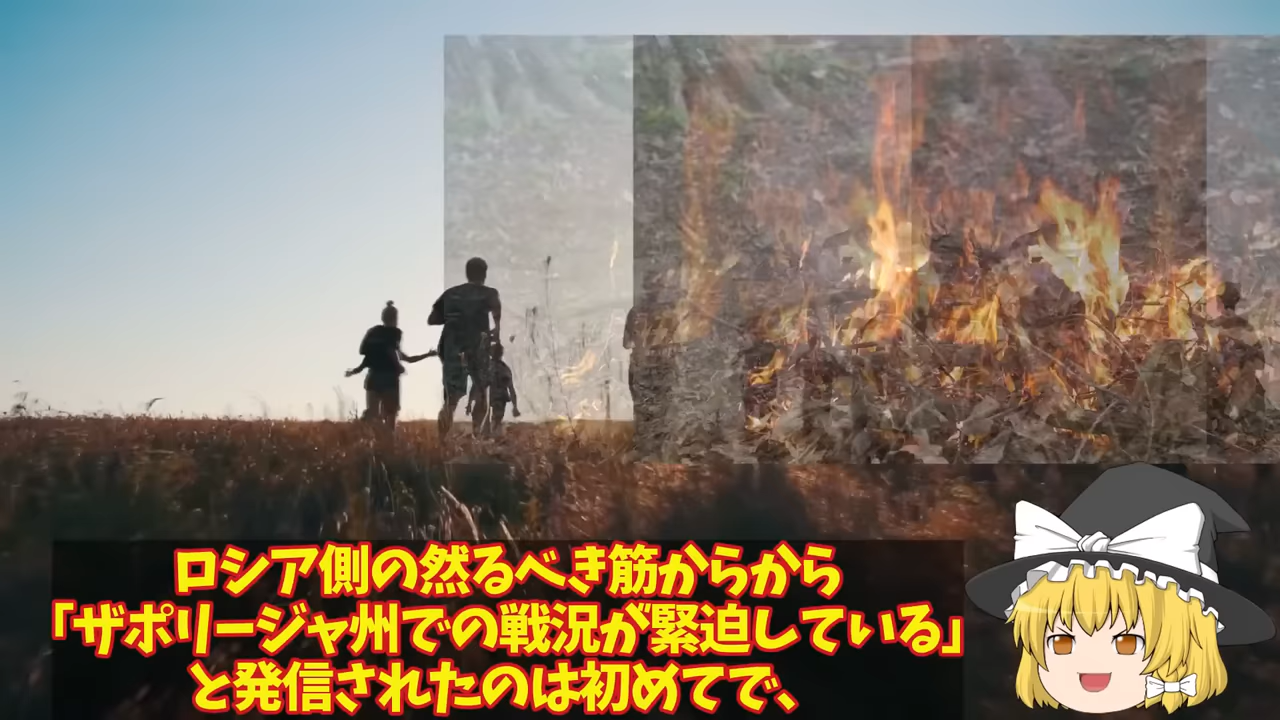 ロシア側の然るべき筋からから
「ザポリージャ州での戦況が緊迫している」
と発信されたのは初めてで、